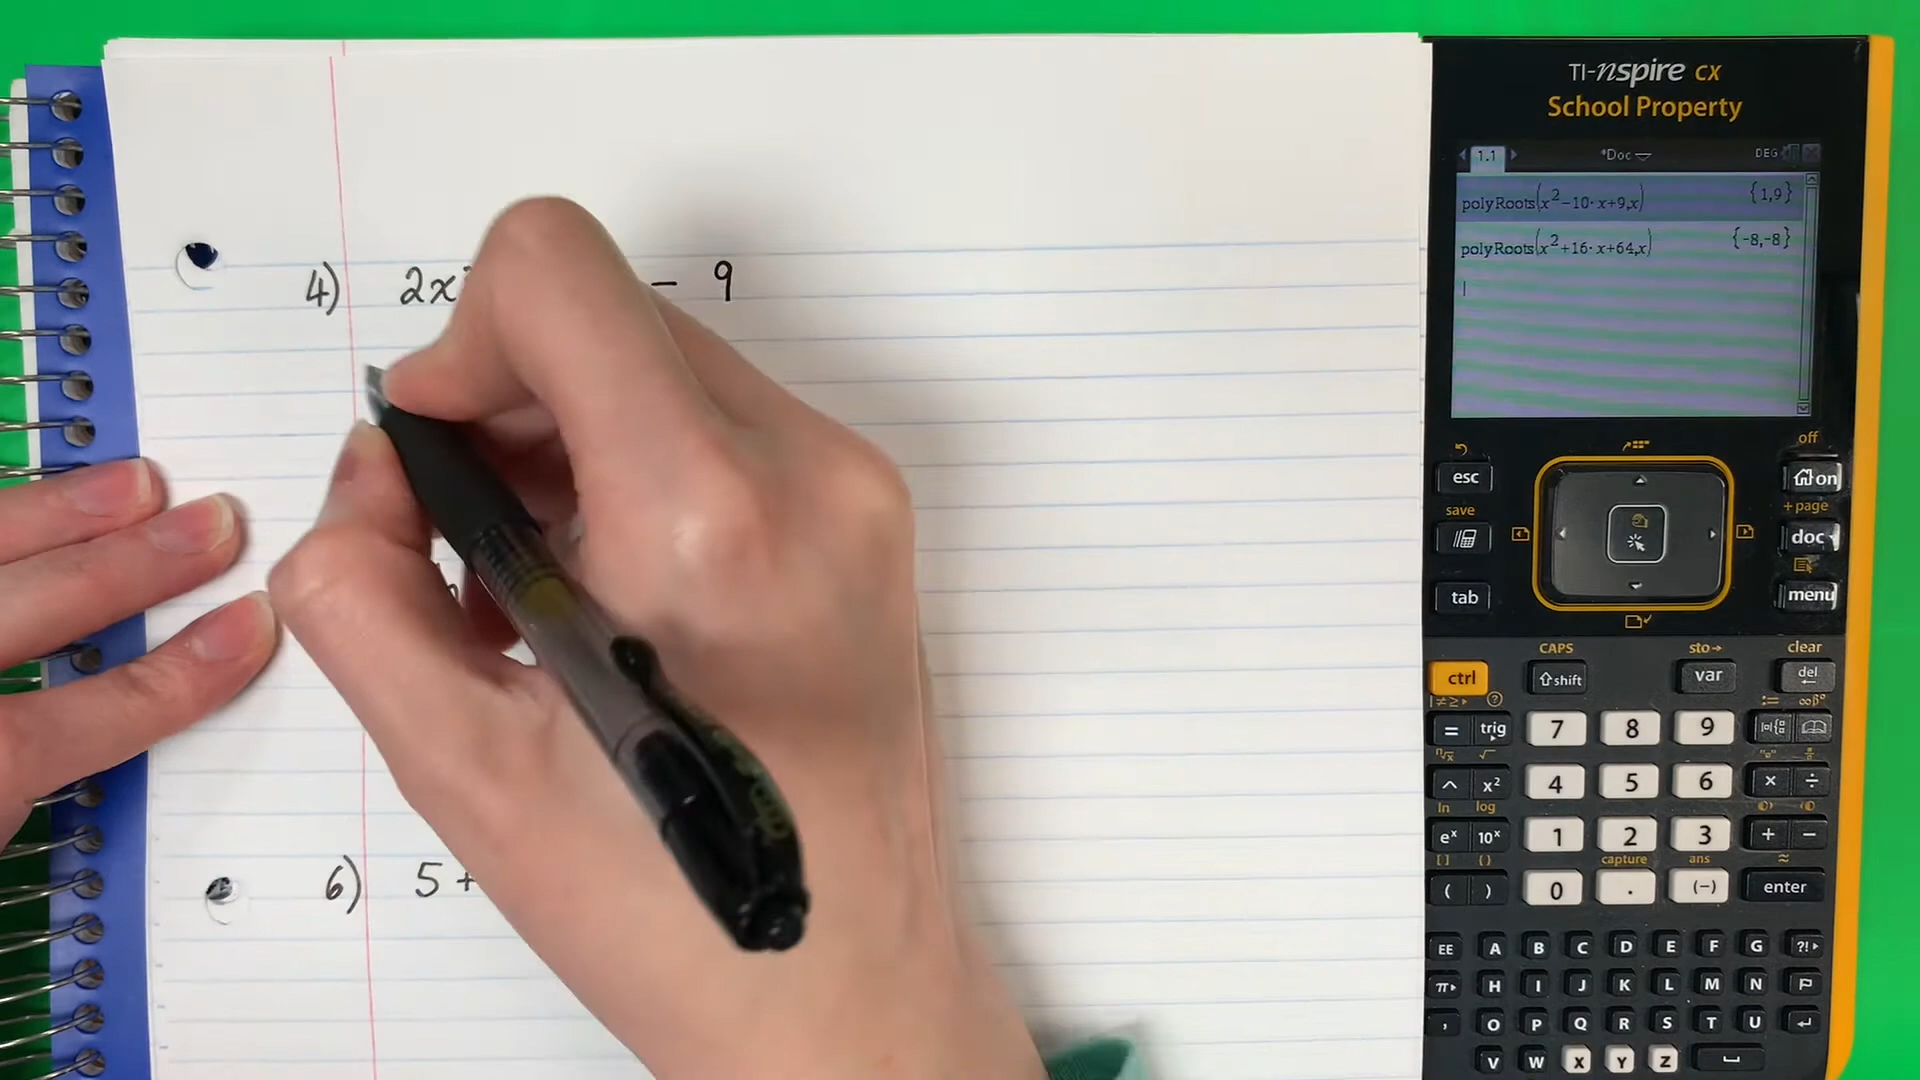 TI-nspire CX
School Property
1.1 *Doc DEG
polyRoots(x²-10·x+9,x) {1,9}
polyRoots(x²+16·x+64,x) {-8,-8}
4) 2x - 9
6) 5 +
off
esc on
save + page
doc
tab menu
CAPS sto→ clear
ctrl shift var del
= trig 7 8 9
^ x² 4 5 6 × ÷
ln log
eˣ 10ˣ 1 2 3 + −
[ ] { } capture ans ≈
( ) 0 . (−) enter
EE A B C D E F G ?!▸
π▸ H I J K L M N
, O P Q R S T U
V W X Y Z